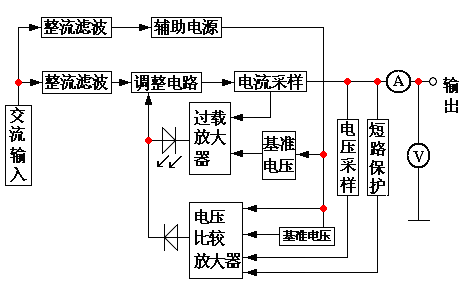 整流滤波
辅助电源
整流滤波
调整电路
电流采样
A
输
出
交
流
输
入
过载
放大
器
基准
电压
电
压
采
样
短
路
保
护
V
电压
比较
放大器
基准电压